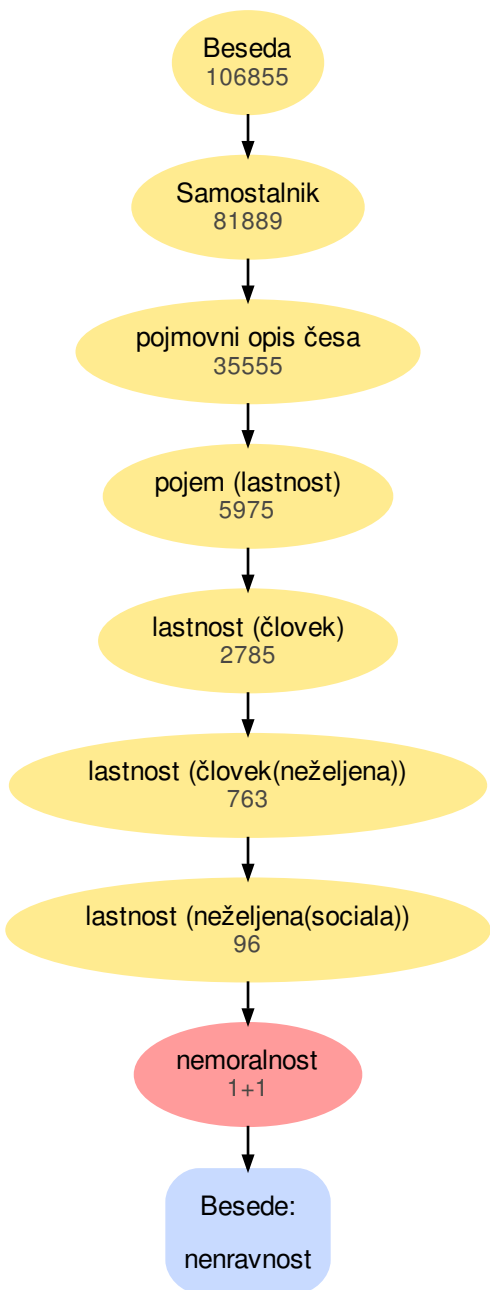 Beseda
106855
Samostalnik
81889
pojmovni opis česa
35555
pojem (lastnost)
5975
lastnost (človek)
2785
lastnost (človek(neželjena))
763
lastnost (neželjena(sociala))
96
nemoralnost
1+1
Besede:
nenravnost